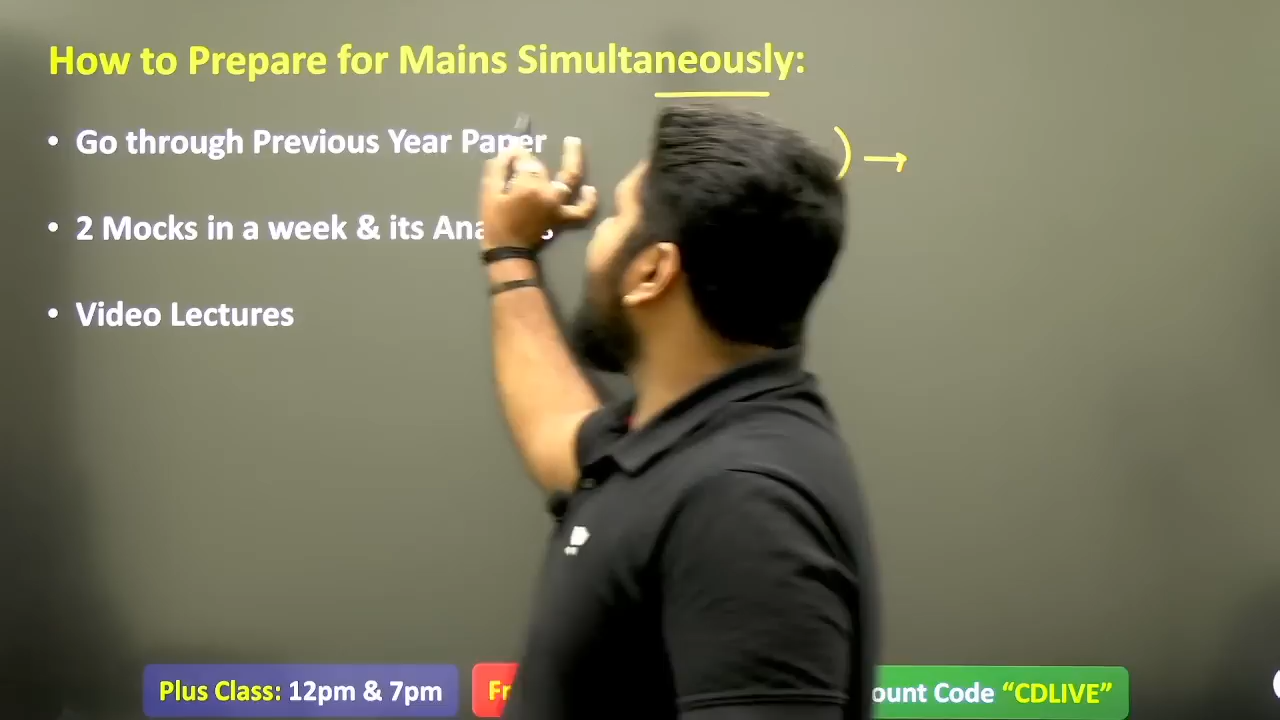 How to Prepare for Mains Simultaneously:
• Go through Previous Year Paper
• 2 Mocks in a week & its
• Video Lectures
Plus Class: 12pm & 7pm
Code “CDLIVE”